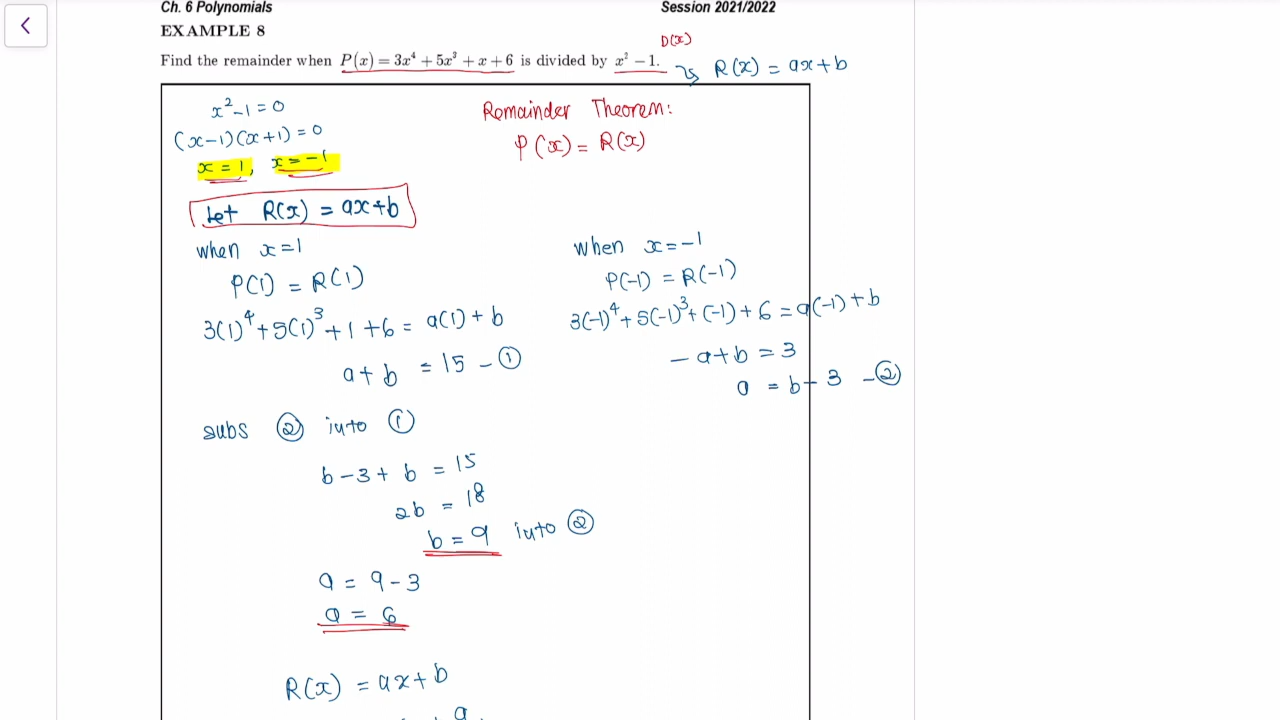 Ch. 6 Polynomials
Session 2021/2022
EXAMPLE 8
D(x)
Find the remainder when P(x) = 3x⁴ + 5x³ + x + 6 is divided by x² − 1.
R(x) = ax + b
x² − 1 = 0
(x−1)(x+1) = 0
x = 1, x = −1
Remainder Theorem:
P(x) = R(x)
Let R(x) = ax + b
when x = 1
P(1) = R(1)
3(1)⁴ + 5(1)³ + 1 + 6 = a(1) + b
a + b = 15 − ①
when x = −1
P(−1) = R(−1)
3(−1)⁴ + 5(−1)³ + (−1) + 6 = a(−1) + b
− a + b = 3
a = b − 3 − ②
subs ② into ①
b − 3 + b = 15
2b = 18
b = 9 into ②
a = 9 − 3
a = 6
R(x) = ax + b